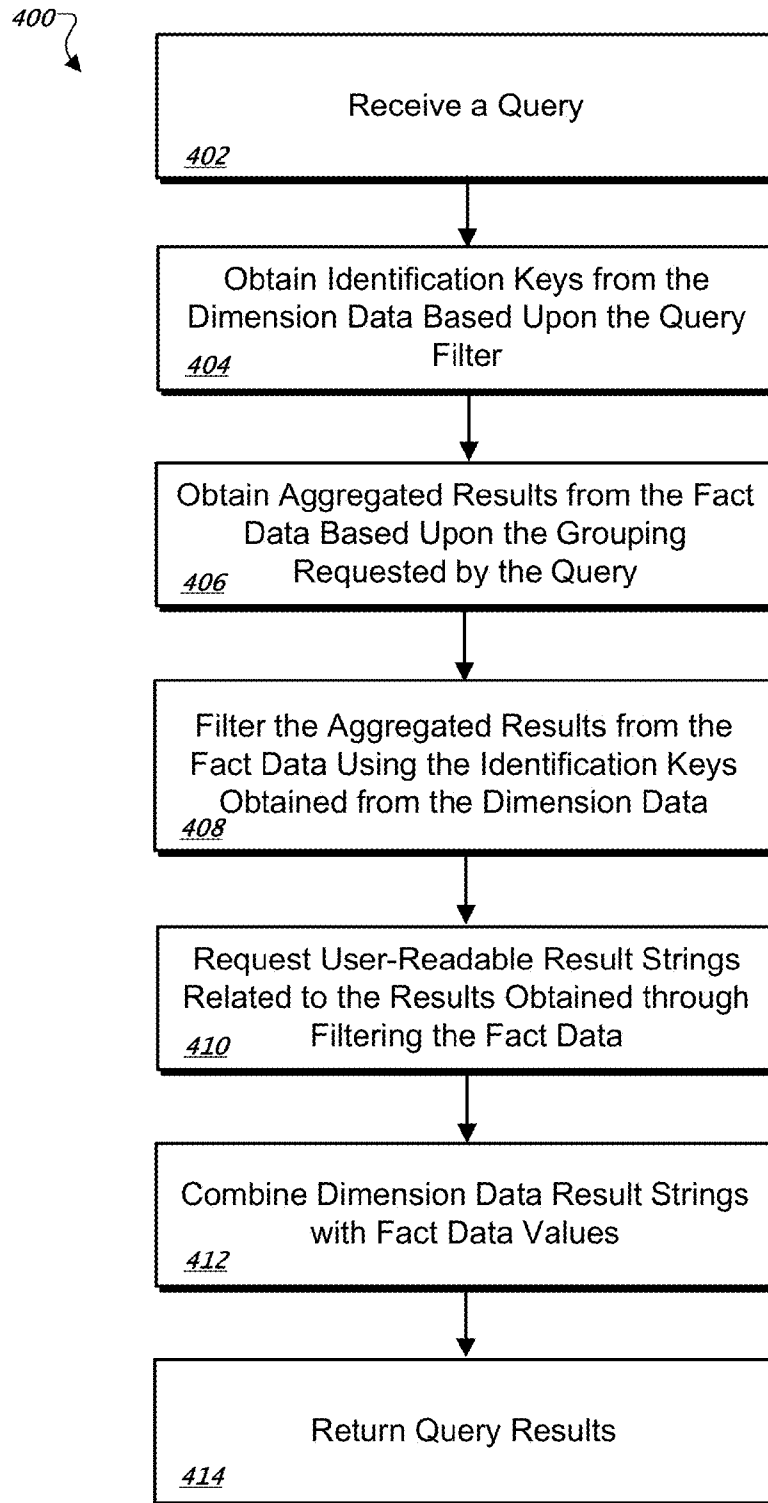 400
Receive a Query
402
Obtain Identification Keys from the
Dimension Data Based Upon the Query
Filter
404
Obtain Aggregated Results from the Fact
Data Based Upon the Grouping
Requested by the Query
406
Filter the Aggregated Results from the
Fact Data Using the Identification Keys
Obtained from the Dimension Data
408
Request User-Readable Result Strings
Related to the Results Obtained through
Filtering the Fact Data
410
Combine Dimension Data Result Strings
with Fact Data Values
412
Return Query Results
414